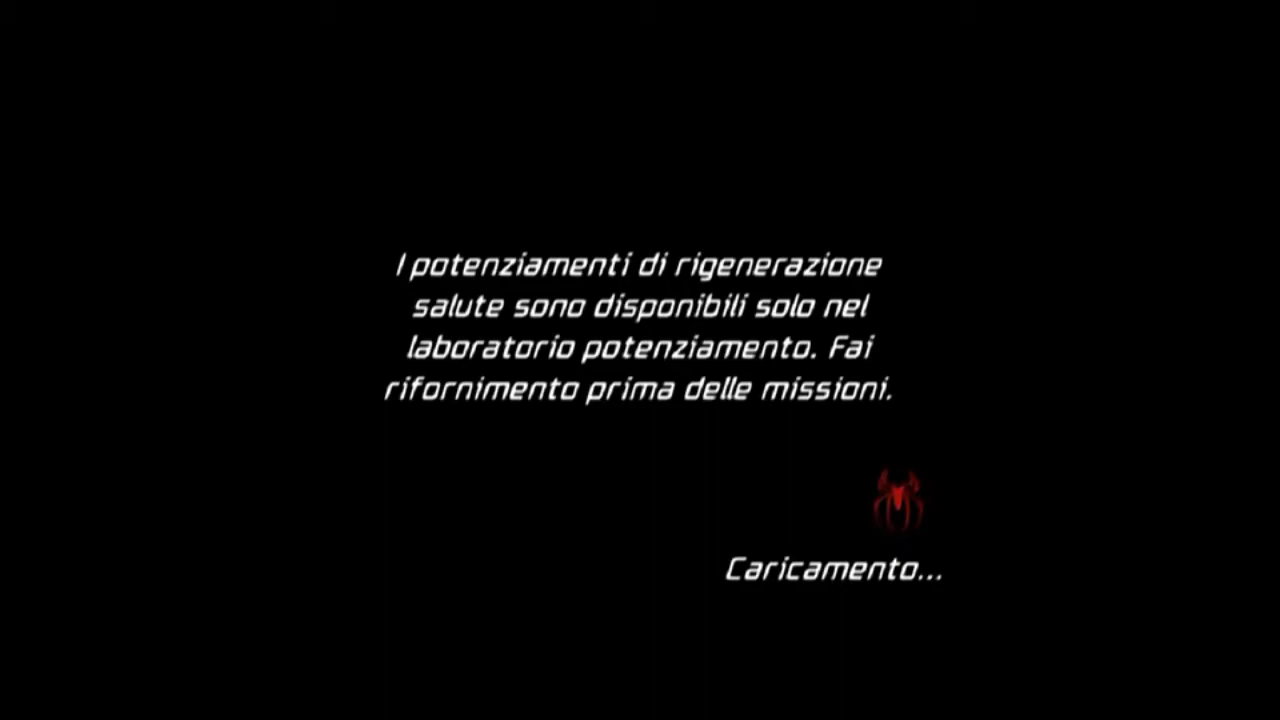 I potenziamenti di rigenerazione
salute sono disponibili solo nel
laboratorio potenziamento. Fai
rifornimento prima delle missioni.
Caricamento...